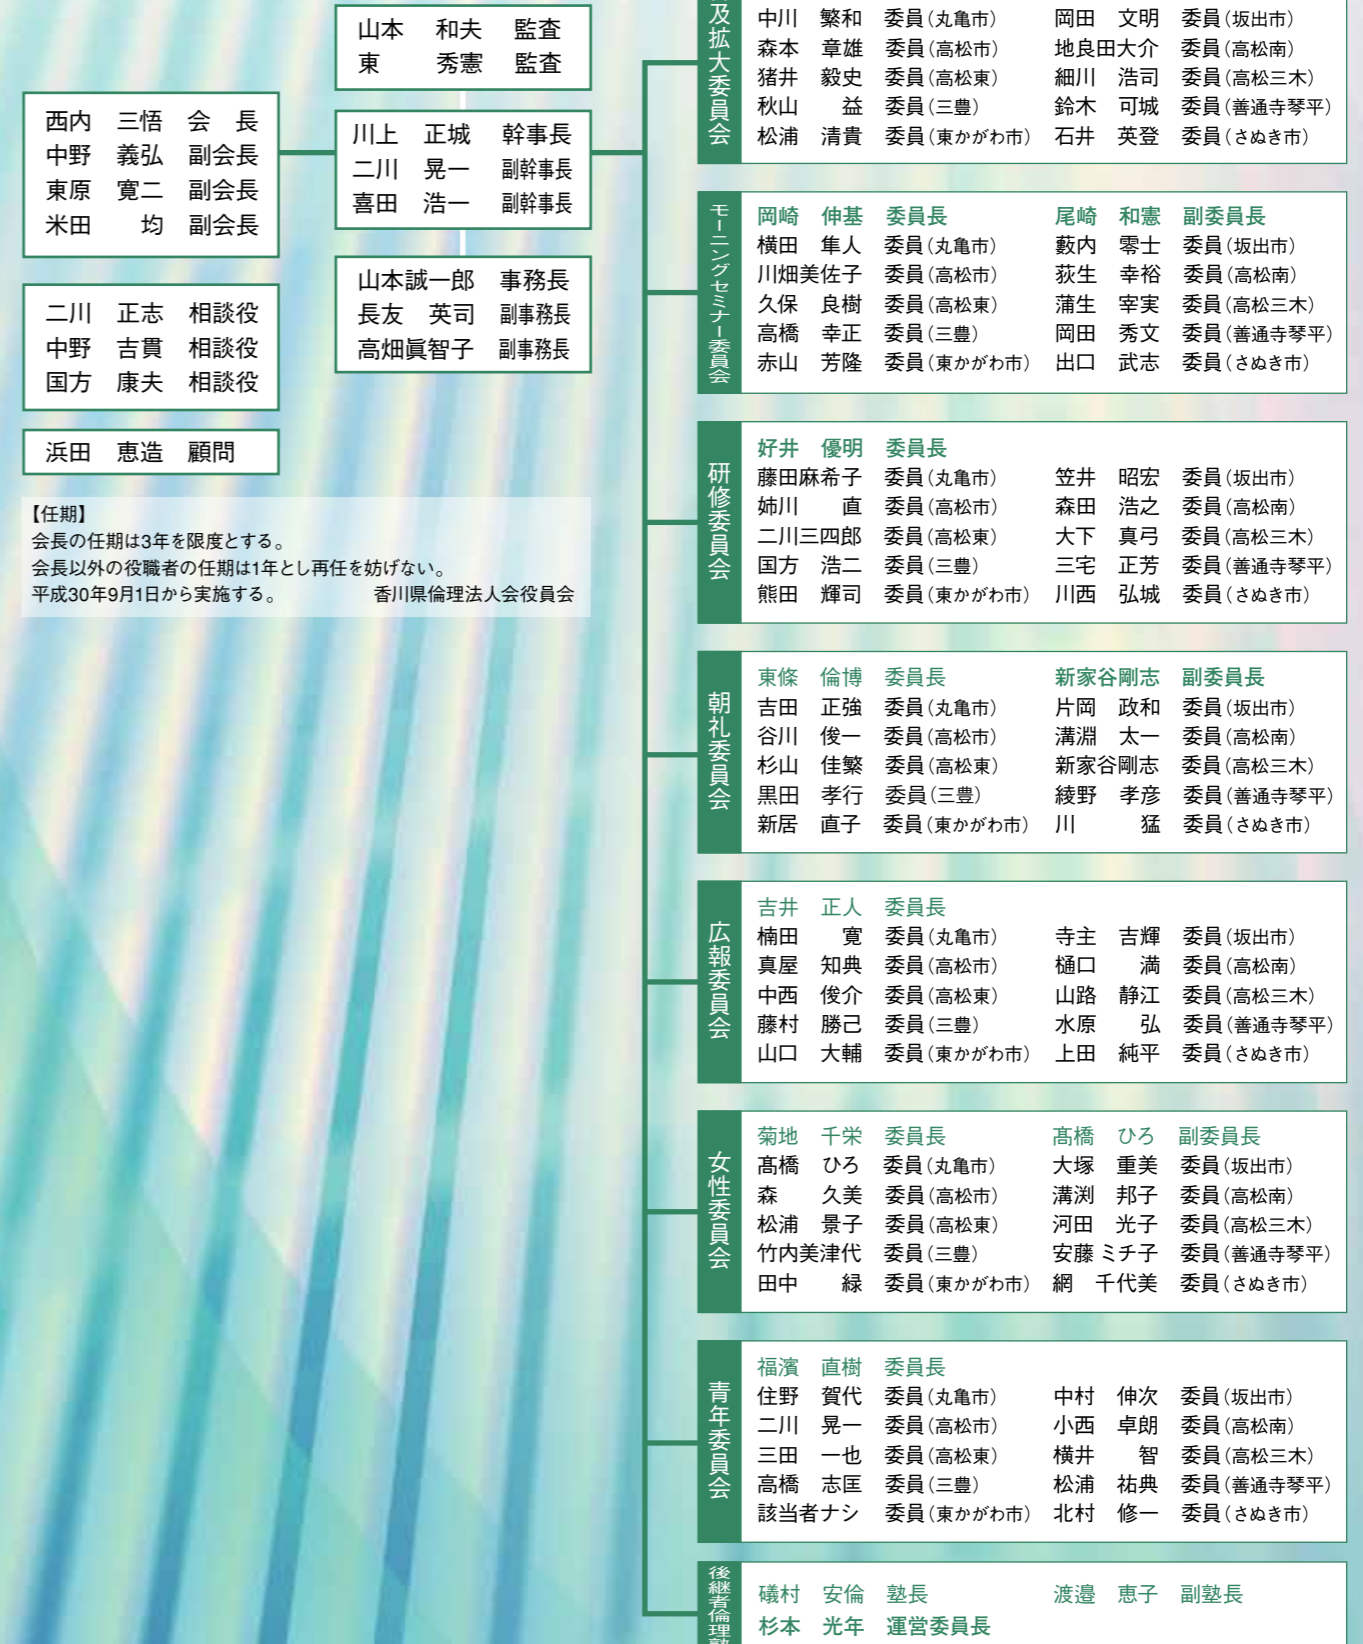 山本 和夫 監査
東 秀憲 監査
西内 三悟 会 長
中野 義弘 副会長
東原 寛二 副会長
米田 均 副会長
川上 正城 幹事長
二川 晃一 副幹事長
喜田 浩一 副幹事長
山本誠一郎 事務長
長友 英司 副事務長
高畑眞智子 副事務長
二川 正志 相談役
中野 吉貫 相談役
国方 康夫 相談役
浜田 恵造 顧問
【任期】
会長の任期は3年を限度とする。
会長以外の役職者の任期は1年とし再任を妨げない。
平成30年9月1日から実施する。 香川県倫理法人会役員会
及拡大委員会
中川 繁和 委員(丸亀市) 岡田 文明 委員(坂出市)
森本 章雄 委員(高松市) 地良田大介 委員(高松南)
猪井 毅史 委員(高松東) 細川 浩司 委員(高松三木)
秋山 益 委員(三豊) 鈴木 可城 委員(善通寺琴平)
松浦 清貴 委員(東かがわ市) 石井 英登 委員(さぬき市)
モーニングセミナー委員会
岡崎 伸基 委員長 尾崎 和憲 副委員長
横田 隼人 委員(丸亀市) 藪内 零士 委員(坂出市)
川畑美佐子 委員(高松市) 荻生 幸裕 委員(高松南)
久保 良樹 委員(高松東) 蒲生 宰実 委員(高松三木)
高橋 幸正 委員(三豊) 岡田 秀文 委員(善通寺琴平)
赤山 芳隆 委員(東かがわ市) 出口 武志 委員(さぬき市)
研修委員会
好井 優明 委員長
藤田麻希子 委員(丸亀市) 笠井 昭宏 委員(坂出市)
姉川 直 委員(高松市) 森田 浩之 委員(高松南)
二川三四郎 委員(高松東) 大下 真弓 委員(高松三木)
国方 浩二 委員(三豊) 三宅 正芳 委員(善通寺琴平)
熊田 輝司 委員(東かがわ市) 川西 弘城 委員(さぬき市)
朝礼委員会
東條 倫博 委員長 新家谷剛志 副委員長
吉田 正強 委員(丸亀市) 片岡 政和 委員(坂出市)
谷川 俊一 委員(高松市) 溝淵 太一 委員(高松南)
杉山 佳繁 委員(高松東) 新家谷剛志 委員(高松三木)
黒田 孝行 委員(三豊) 綾野 孝彦 委員(善通寺琴平)
新居 直子 委員(東かがわ市) 川 猛 委員(さぬき市)
広報委員会
吉井 正人 委員長
楠田 寛 委員(丸亀市) 寺主 吉輝 委員(坂出市)
真屋 知典 委員(高松市) 樋口 満 委員(高松南)
中西 俊介 委員(高松東) 山路 静江 委員(高松三木)
藤村 勝己 委員(三豊) 水原 弘 委員(善通寺琴平)
山口 大輔 委員(東かがわ市) 上田 純平 委員(さぬき市)
女性委員会
菊地 千栄 委員長 髙橋 ひろ 副委員長
髙橋 ひろ 委員(丸亀市) 大塚 重美 委員(坂出市)
森 久美 委員(高松市) 溝渕 邦子 委員(高松南)
松浦 景子 委員(高松東) 河田 光子 委員(高松三木)
竹内美津代 委員(三豊) 安藤 ミチ子 委員(善通寺琴平)
田中 緑 委員(東かがわ市) 網 千代美 委員(さぬき市)
青年委員会
福濱 直樹 委員長
住野 賀代 委員(丸亀市) 中村 伸次 委員(坂出市)
二川 晃一 委員(高松市) 小西 卓朗 委員(高松南)
三田 一也 委員(高松東) 横井 智 委員(高松三木)
高橋 志匡 委員(三豊) 松浦 祐典 委員(善通寺琴平)
該当者ナシ 委員(東かがわ市) 北村 修一 委員(さぬき市)
後継者倫理塾
礒村 安倫 塾長 渡邉 恵子 副塾長
杉本 光年 運営委員長